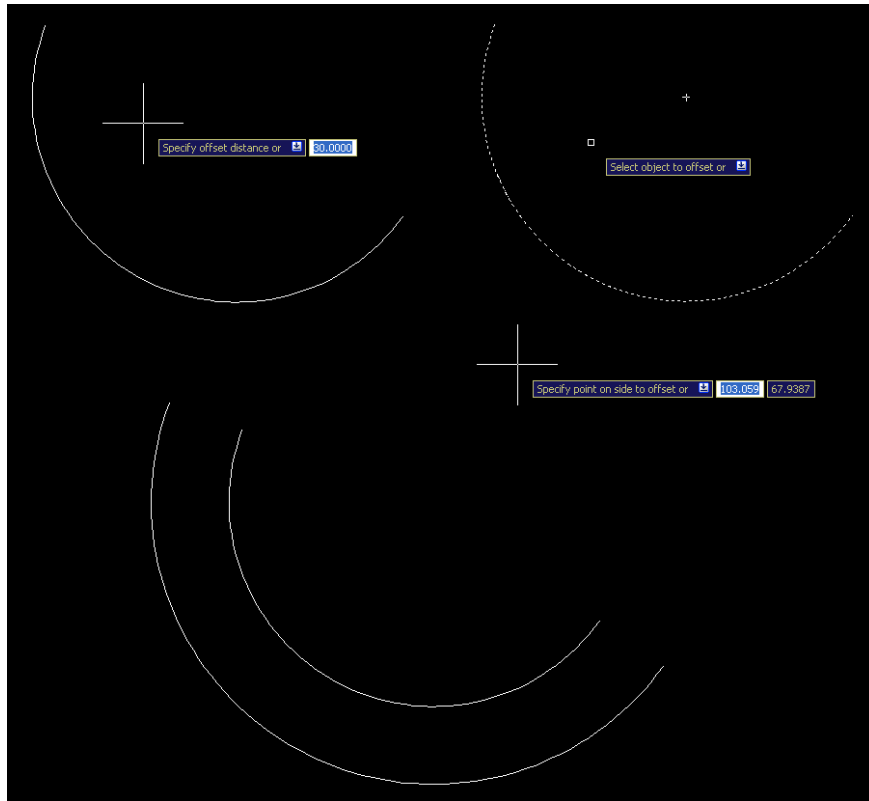 Specify offset distance or 30.0000
Select object to offset or
Specify point on side to offset or 103.059 67.9387